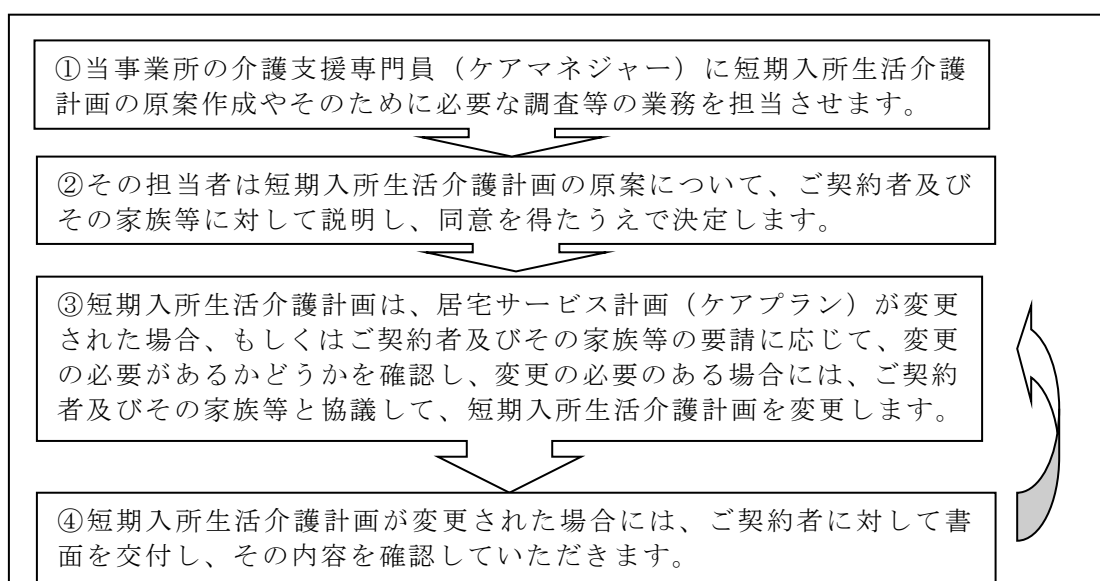 ①当事業所の介護支援専門員（ケアマネジャー）に短期入所生活介護
計画の原案作成やそのために必要な調査等の業務を担当させます。
②その担当者は短期入所生活介護計画の原案について、ご契約者及び
その家族等に対して説明し、同意を得たうえで決定します。
③短期入所生活介護計画は、居宅サービス計画（ケアプラン）が変更
された場合、もしくはご契約者及びその家族等の要請に応じて、変更
の必要があるかどうかを確認し、変更の必要のある場合には、ご契約
者及びその家族等と協議して、短期入所生活介護計画を変更します。
④短期入所生活介護計画が変更された場合には、ご契約者に対して書
面を交付し、その内容を確認していただきます。